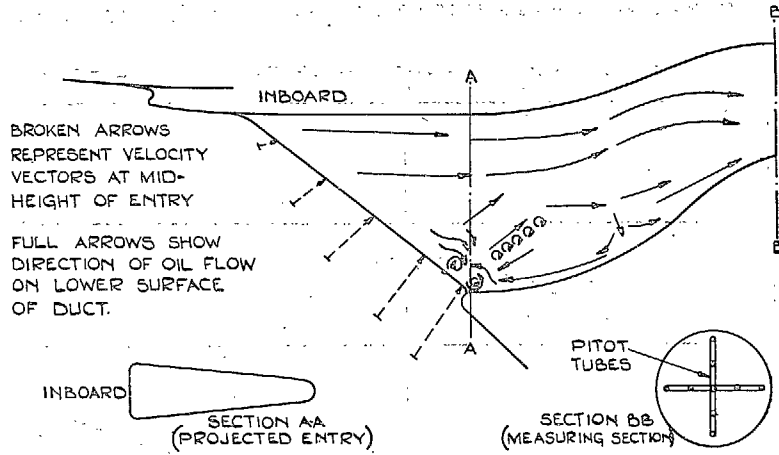 B
A
INBOARD
BROKEN ARROWS
REPRESENT VELOCITY
VECTORS AT MID-
HEIGHT OF ENTRY
FULL ARROWS SHOW
DIRECTION OF OIL FLOW
ON LOWER SURFACE
OF DUCT.
B
A
INBOARD
SECTION AA
(PROJECTED ENTRY)
PITOT
TUBES
SECTION BB
(MEASURING SECTION)